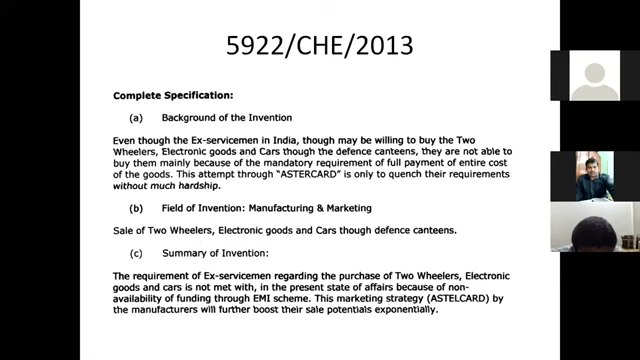 5922/CHE/2013
Complete Specification:
(a) Background of the Invention
Even though the Ex-servicemen in India, though may be willing to buy the Two
Wheelers, Electronic goods and Cars though the defence canteens, they are not able to
buy them mainly because of the mandatory requirement of full payment of entire cost
of the goods. This attempt through "ASTERCARD" is only to quench their requirements
without much hardship.
(b) Field of Invention: Manufacturing & Marketing
Sale of Two Wheelers, Electronic goods and Cars though defence canteens.
(c) Summary of Invention:
The requirement of Ex-servicemen regarding the purchase of Two Wheelers, Electronic
goods and cars is not met with, in the present state of affairs because of non-
availability of funding through EMI scheme. This marketing strategy (ASTELCARD) by
the manufacturers will further boost their sale potentials exponentially.